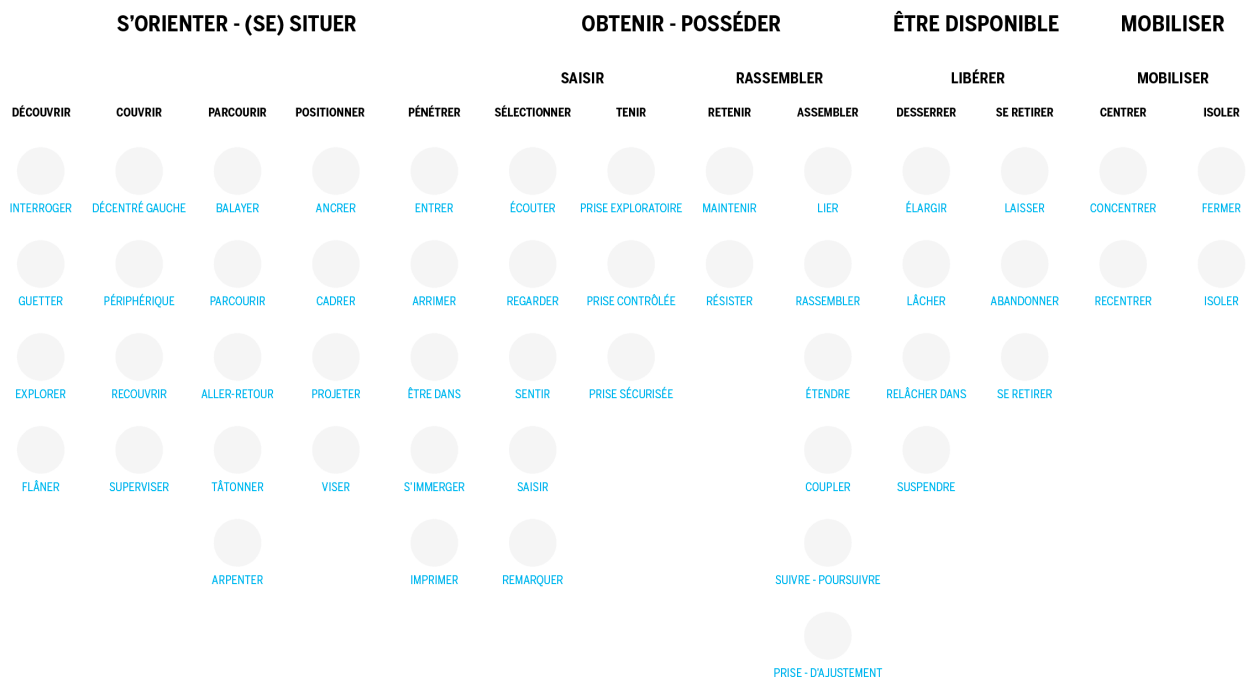 S'ORIENTER - (SE) SITUER OBTENIR - POSSÉDER ÊTRE DISPONIBLE MOBILISER
SAISIR RASSEMBLER LIBÉRER MOBILISER
DÉCOUVRIR COUVRIR PARCOURIR POSITIONNER PÉNÉTRER SÉLECTIONNER TENIR RETENIR ASSEMBLER DESSERRER SE RETIRER CENTRER ISOLER
INTERROGER DÉCENTRÉ GAUCHE BALAYER ANCRER ENTRER ÉCOUTER PRISE EXPLORATOIRE MAINTENIR LIER ÉLARGIR LAISSER CONCENTRER FERMER
GUETTER PÉRIPHÉRIQUE PARCOURIR CADRER ARRIMER REGARDER PRISE CONTRÔLÉE RÉSISTER RASSEMBLER LÂCHER ABANDONNER RECENTRER ISOLER
EXPLORER RECOUVRIR ALLER-RETOUR PROJETER ÊTRE DANS SENTIR PRISE SÉCURISÉE ÉTENDRE RELÂCHER DANS SE RETIRER
FLÂNER SUPERVISER TÂTONNER VISER S'IMMERGER SAISIR COUPLER SUSPENDRE
ARPENTER IMPRIMER REMARQUER SUIVRE - POURSUIVRE
PRISE - D'AJUSTEMENT